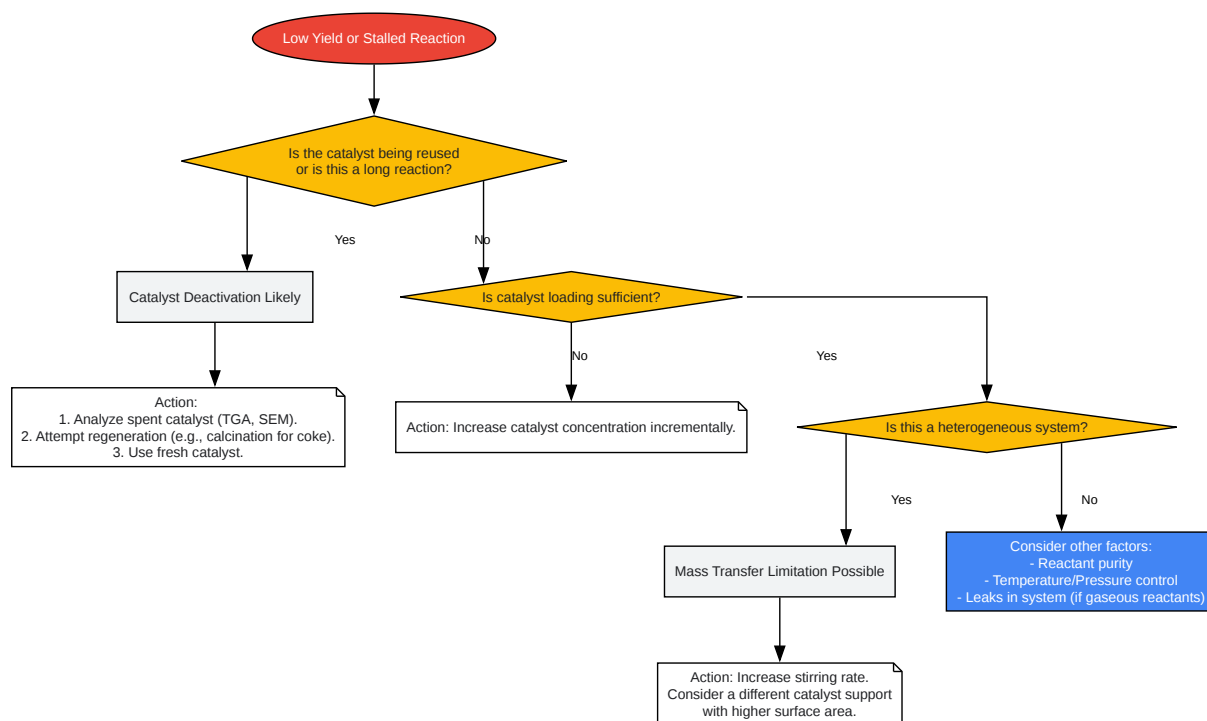 Low Yield or Stalled Reaction
Is the catalyst being reused
or is this a long reaction?
Yes
No
Catalyst Deactivation Likely
Is catalyst loading sufficient?
No
Yes
Action:
1. Analyze spent catalyst (TGA, SEM).
2. Attempt regeneration (e.g., calcination for coke).
3. Use fresh catalyst.
Action: Increase catalyst concentration incrementally.
Is this a heterogeneous system?
Yes
No
Mass Transfer Limitation Possible
Consider other factors:
- Reactant purity
- Temperature/Pressure control
- Leaks in system (if gaseous reactants)
Action: Increase stirring rate.
Consider a different catalyst support
with higher surface area.